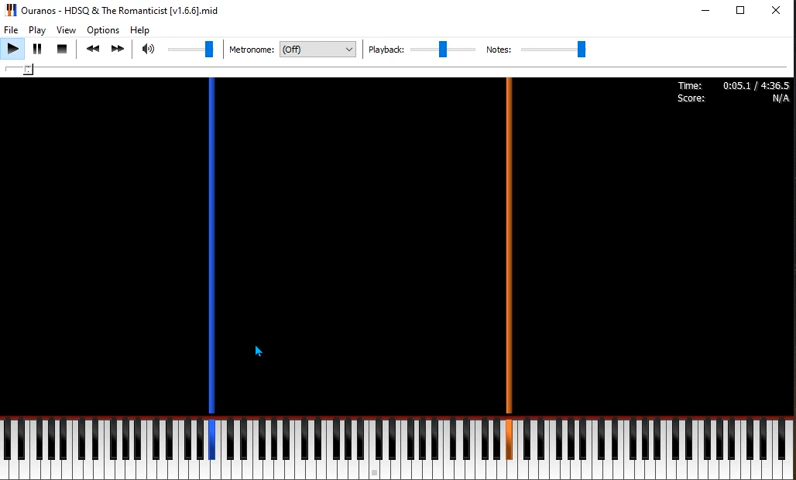 Ouranos - HDSQ & The Romanticist [v1.6.6].mid
File Play View Options Help
Metronome: (Off) Playback: Notes:
Time: 0:05.1 / 4:36.5
Score: N/A